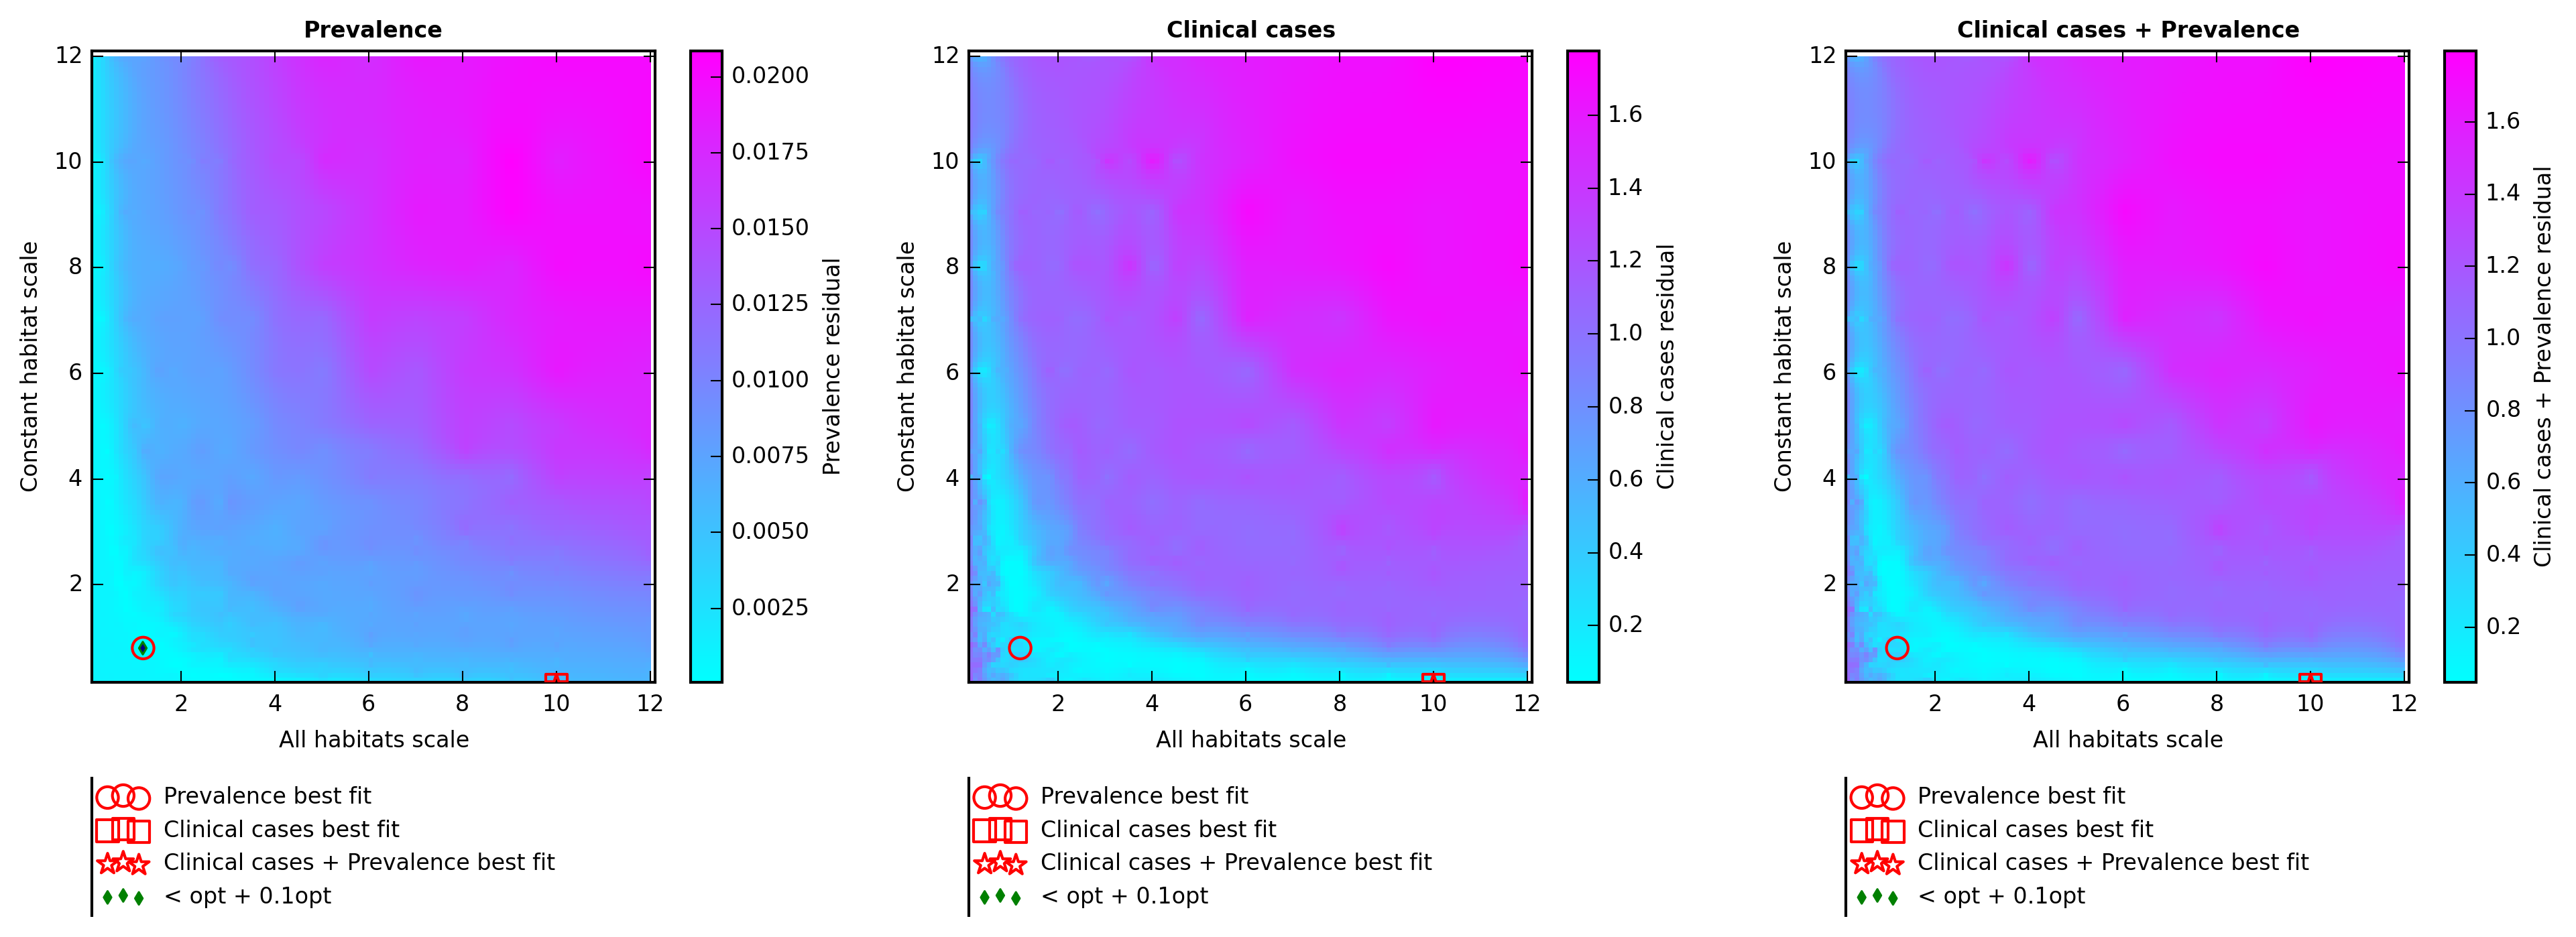 Prevalence
12
10
8
6
4
2
Constant habitat scale
2 4 6 8 10 12
All habitats scale
0.0200
0.0175
0.0150
0.0125
0.0100
0.0075
0.0050
0.0025
Prevalence residual
Prevalence best fit
Clinical cases best fit
Clinical cases + Prevalence best fit
< opt + 0.1opt
Clinical cases
12
10
8
6
4
2
Constant habitat scale
2 4 6 8 10 12
All habitats scale
1.6
1.4
1.2
1.0
0.8
0.6
0.4
0.2
Clinical cases residual
Prevalence best fit
Clinical cases best fit
Clinical cases + Prevalence best fit
< opt + 0.1opt
Clinical cases + Prevalence
12
10
8
6
4
2
Constant habitat scale
2 4 6 8 10 12
All habitats scale
1.6
1.4
1.2
1.0
0.8
0.6
0.4
0.2
Clinical cases + Prevalence residual
Prevalence best fit
Clinical cases best fit
Clinical cases + Prevalence best fit
< opt + 0.1opt